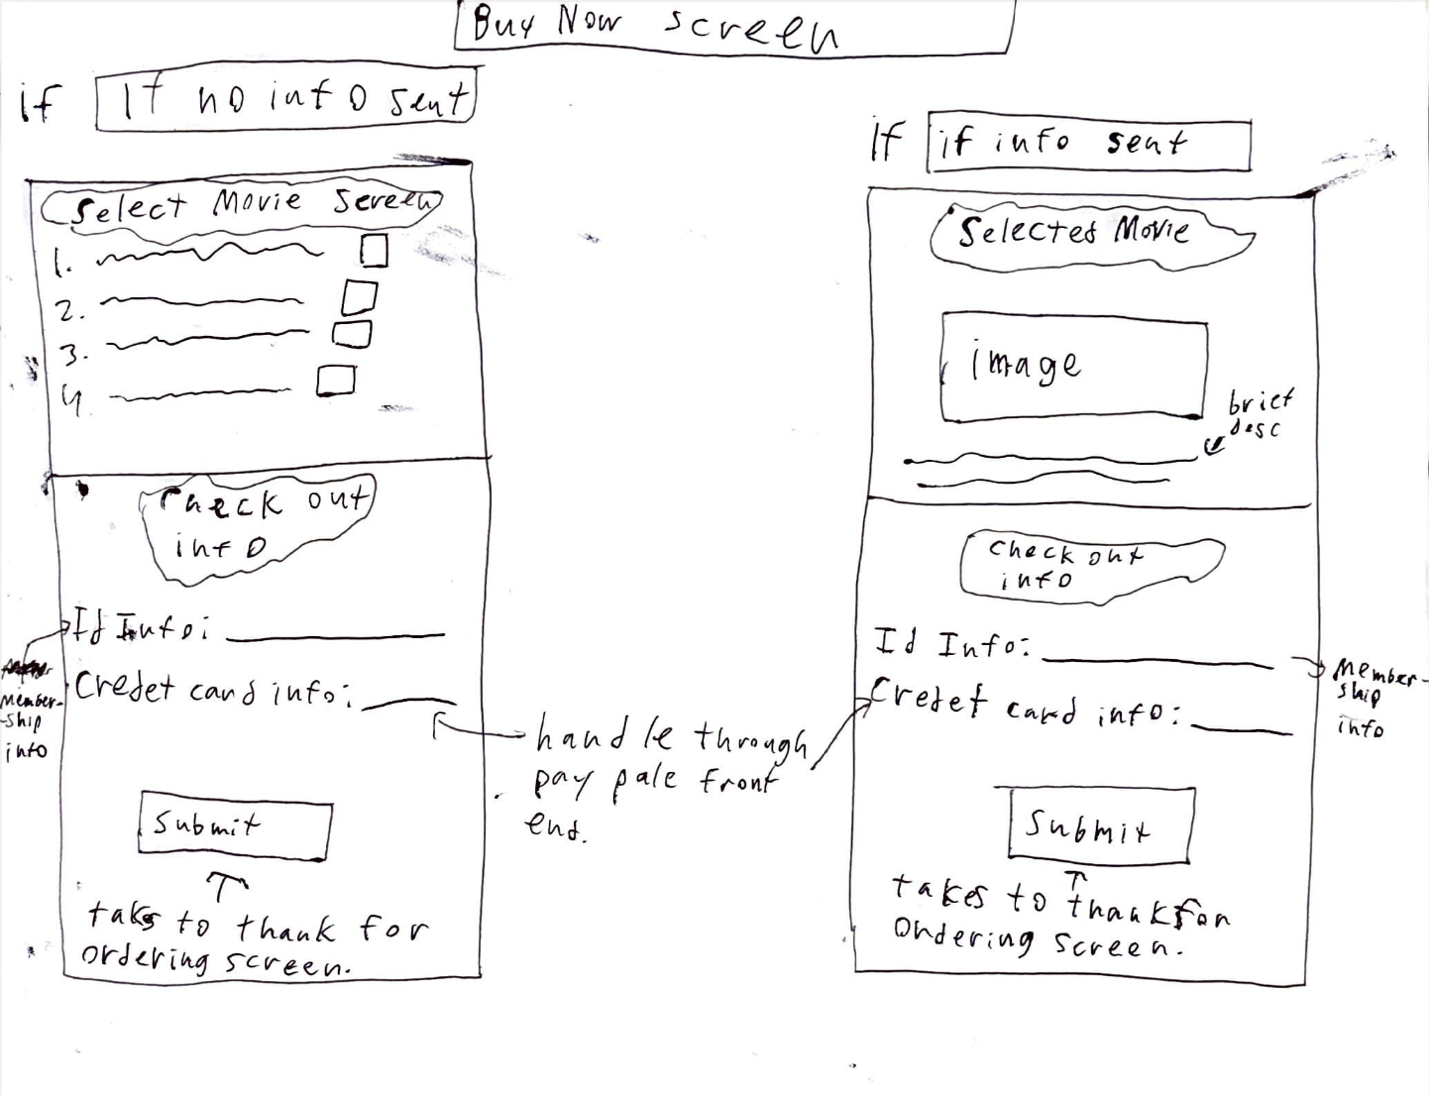 Buy Now screen
if If no info sent
Select Movie Screen
1.
2.
3.
4.
Check out
info
Id Info:
Credet card info:
Member-
-ship
info
Submit
takes to thank for
ordering screen.
handle through
pay pale front
end.
If if info sent
Selected Movie
image
brief
desc
Check out
info
Id Info:
Credet card info:
Member-
ship
info
Submit
takes to thank for
ordering screen.